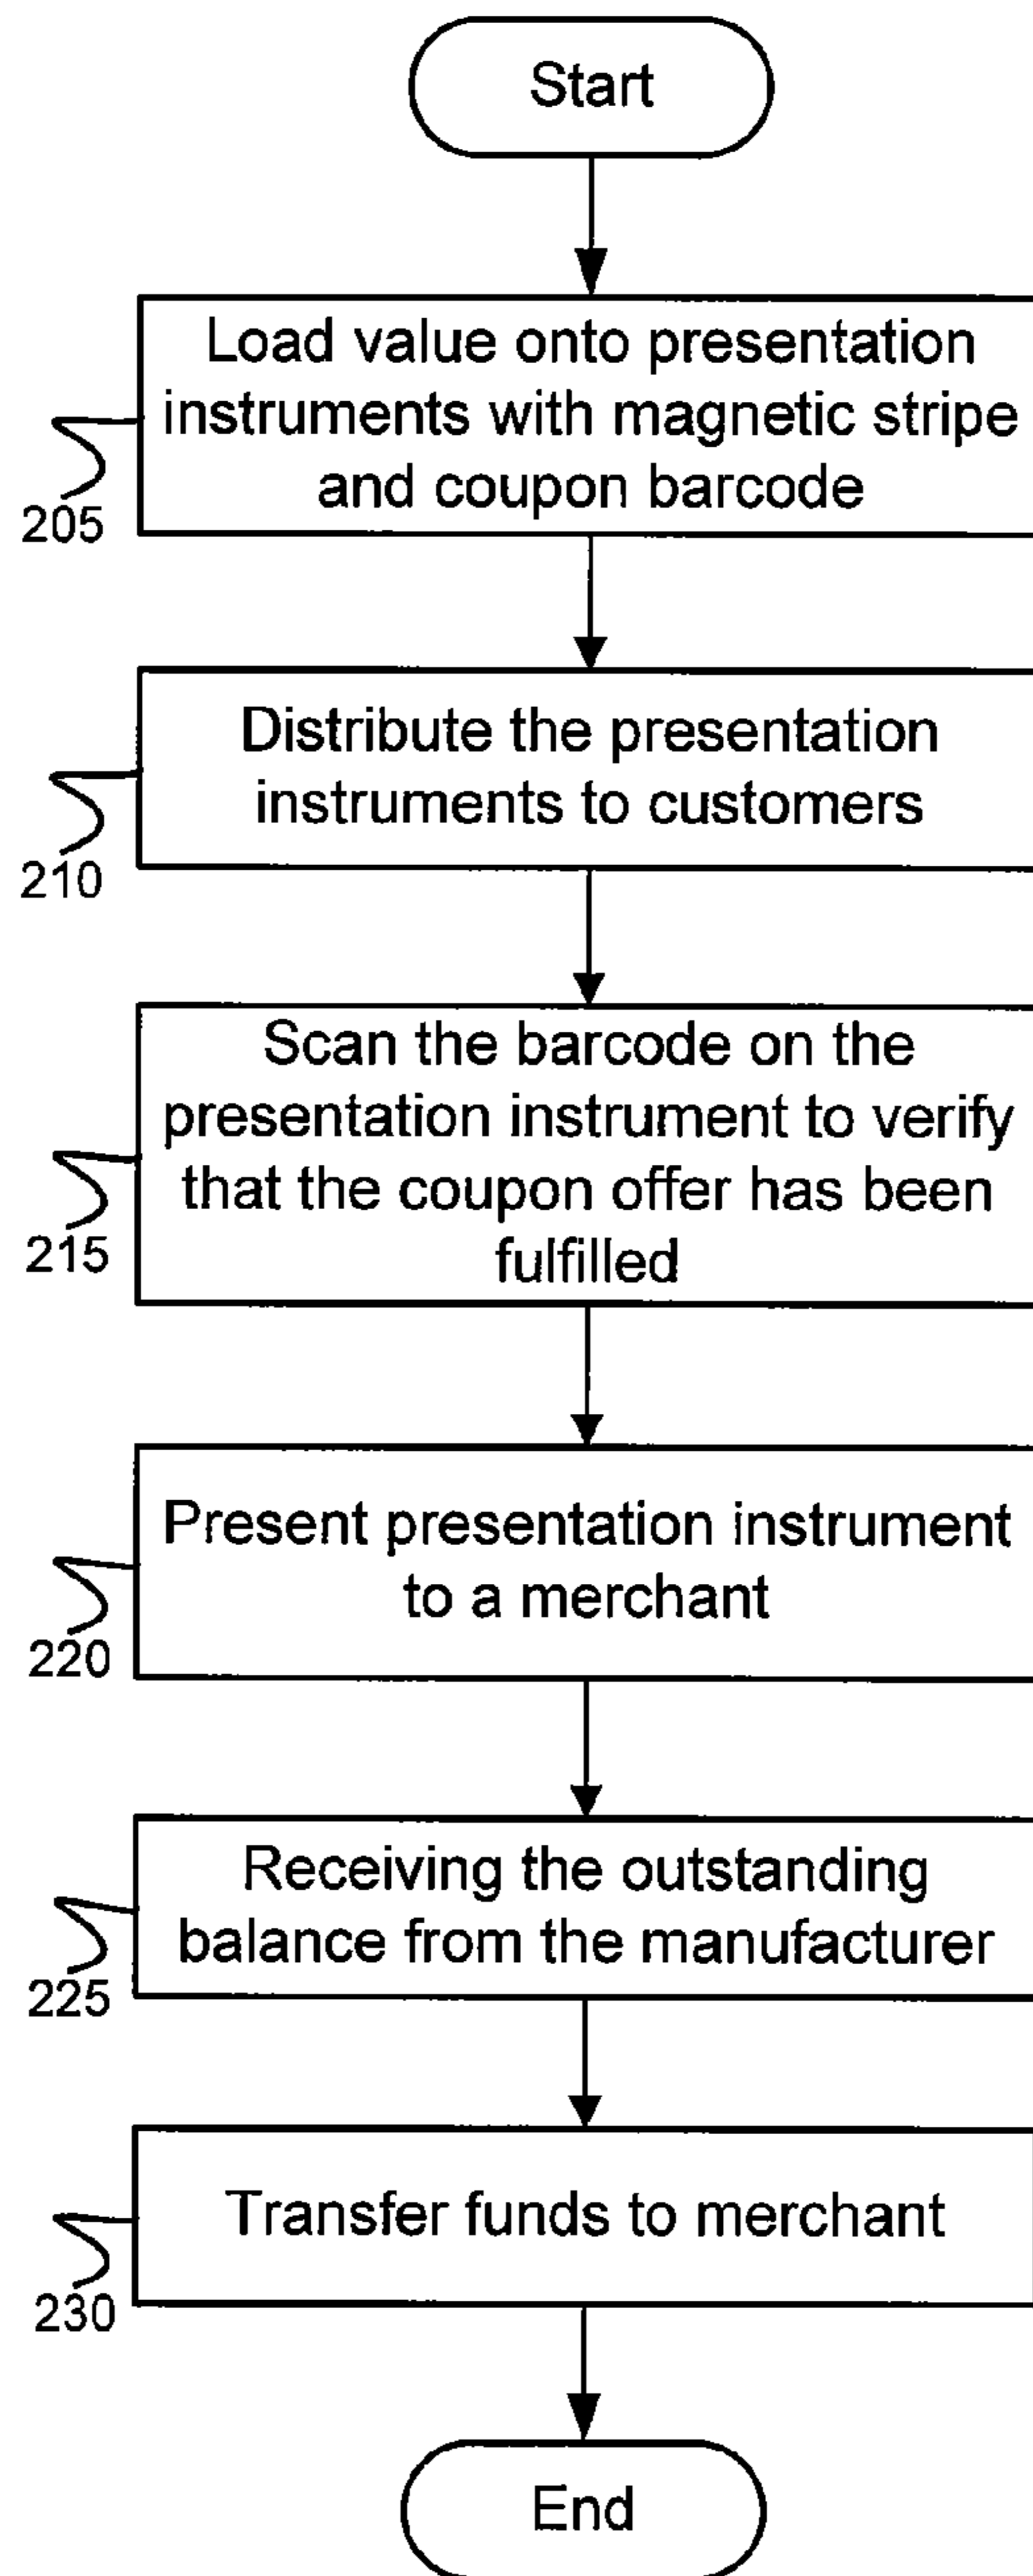 Start
Load value onto presentation
instruments with magnetic stripe
and coupon barcode
205
Distribute the presentation
instruments to customers
210
Scan the barcode on the
presentation instrument to verify
that the coupon offer has been
fulfilled
215
Present presentation instrument
to a merchant
220
Receiving the outstanding
balance from the manufacturer
225
Transfer funds to merchant
230
End